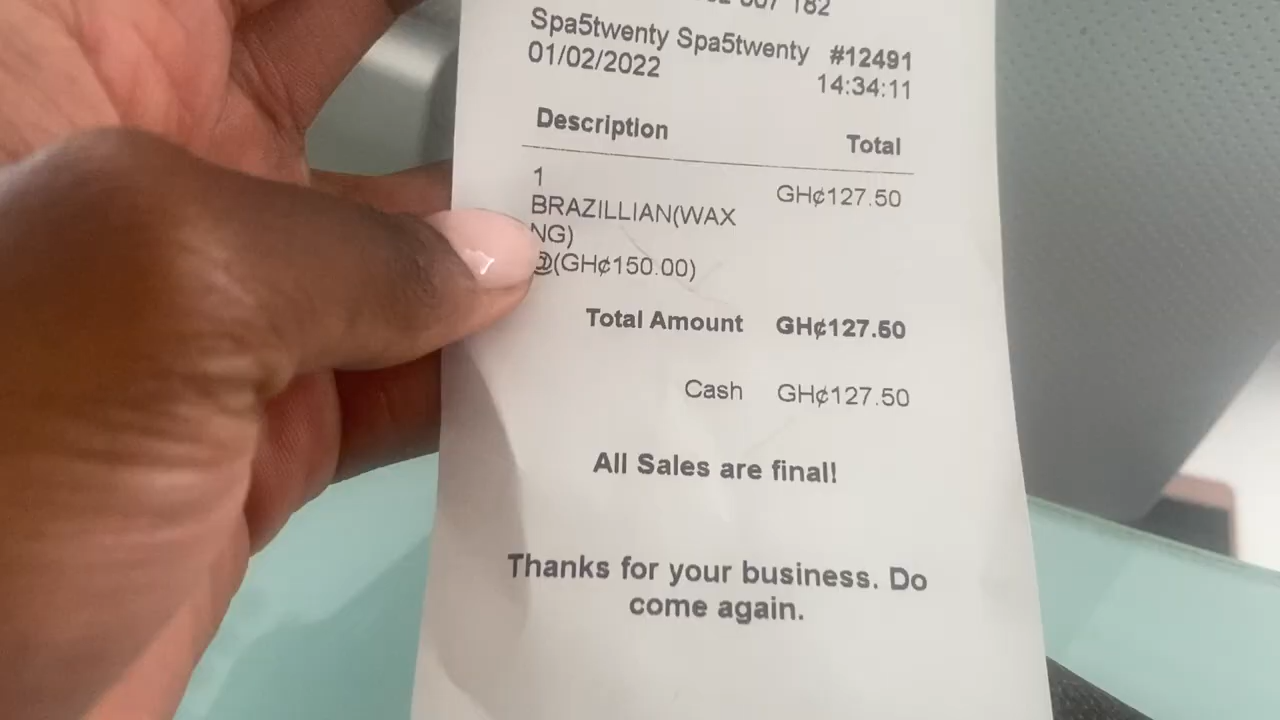 007 182
Spa5twenty Spa5twenty #12491
01/02/2022 14:34:11
Description Total
1 GH¢127.50
BRAZILLIAN(WAX
NG)
@(GH¢150.00)
Total Amount GH¢127.50
Cash GH¢127.50
All Sales are final!
Thanks for your business. Do
come again.